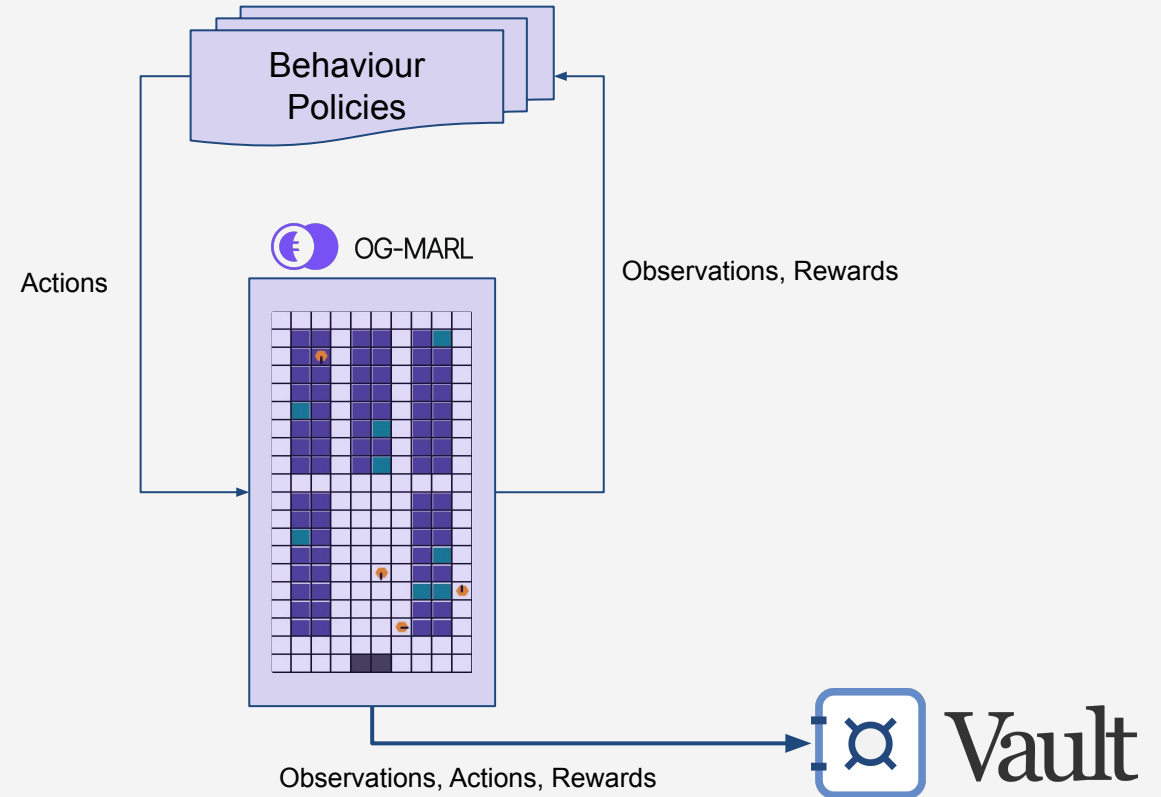 Behaviour
Policies
OG-MARL
Actions
Observations, Rewards
Vault
Observations, Actions, Rewards